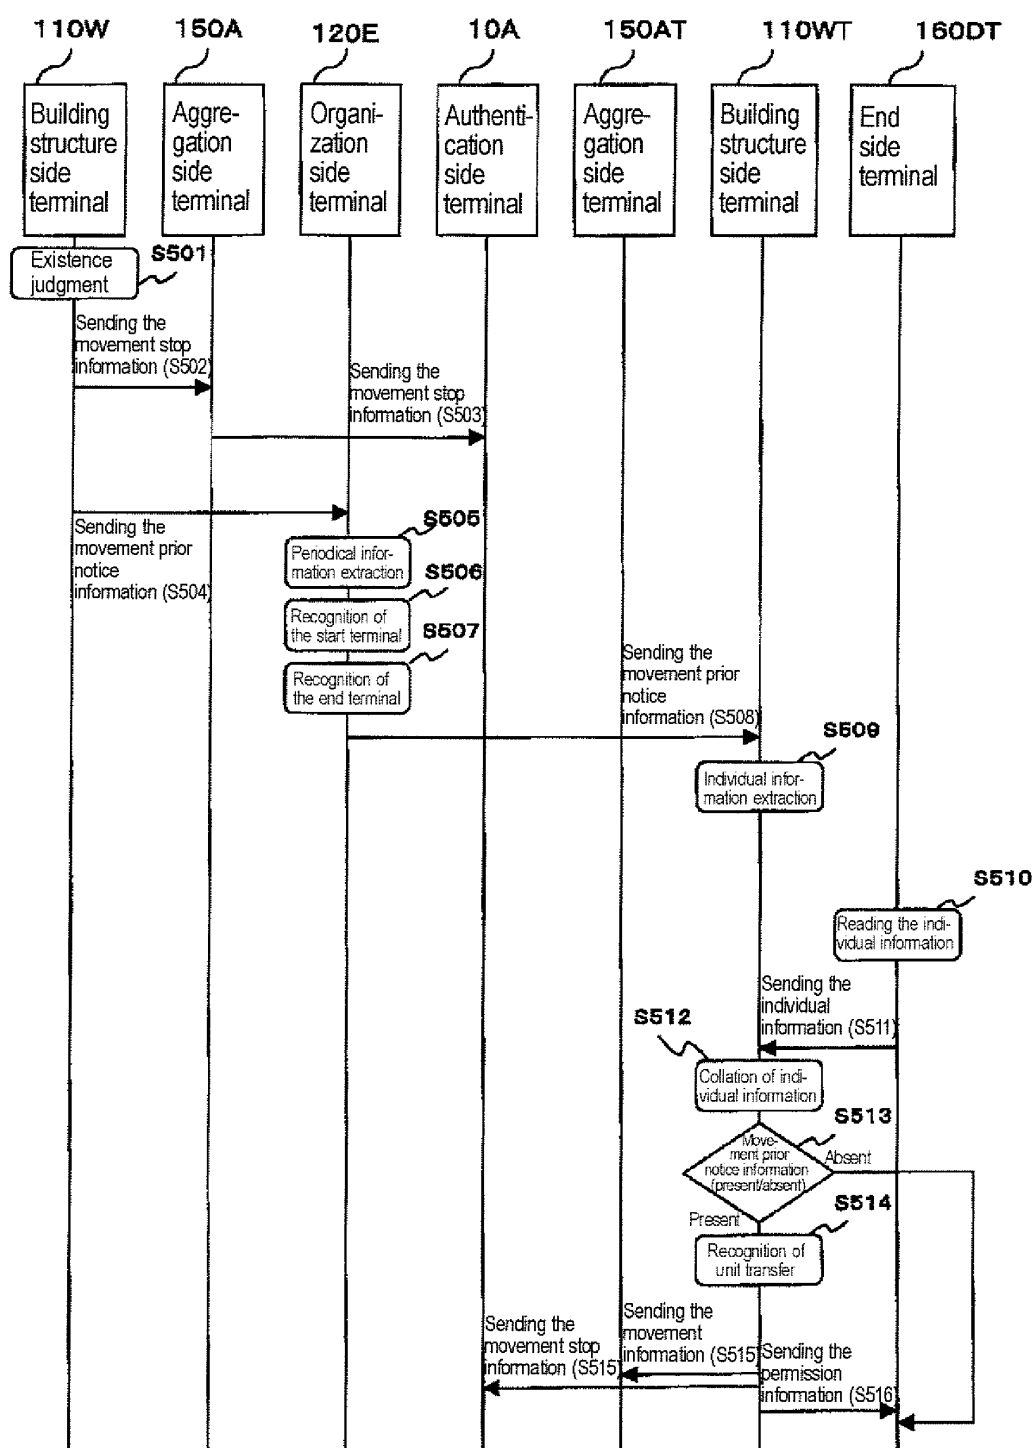 110W 150A 120E 10A 150AT 110WT 160DT
Building
structure
side
terminal
Aggre-
gation
side
terminal
Organi-
zation
side
terminal
Authenti-
cation
side
terminal
Aggre-
gation
side
terminal
Building
structure
side
terminal
End
side
terminal
Existence
judgment
S501
Sending the
movement stop
information (S502)
Sending the
movement stop
information (S503)
Sending the
movement prior
notice
information (S504)
S505
Periodical infor-
mation extraction
S506
Recognition of
the start terminal
S507
Recognition of
the end terminal
Sending the
movement prior
notice
information (S508)
S509
Individual infor-
mation extraction
S510
Reading the indi-
vidual information
Sending the
individual
information (S511)
S512
Collation of indi-
vidual information
S513
Move-
ment prior
notice information
(present/absent)
Absent
S514
Present
Recognition of
unit transfer
Sending the
movement stop
information (S515)
Sending the
movement
information (S515)
Sending the
permission
information (S516)